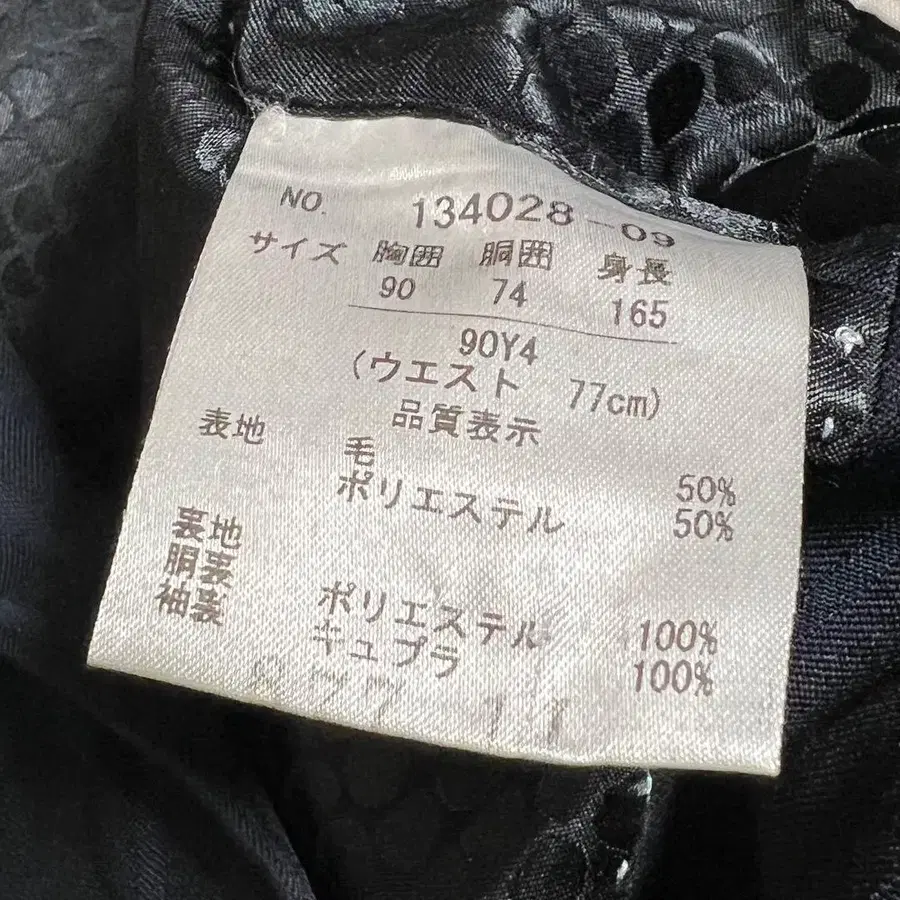 NO. 134028-09
サイズ 胸囲 胴囲 身長
90 74 165
90Y4
(ウエスト 77cm)
品質表示
表地
毛 50%
ポリエステル 50%
裏地
胴裏 ポリエステル 100%
袖裏 キュプラ 100%